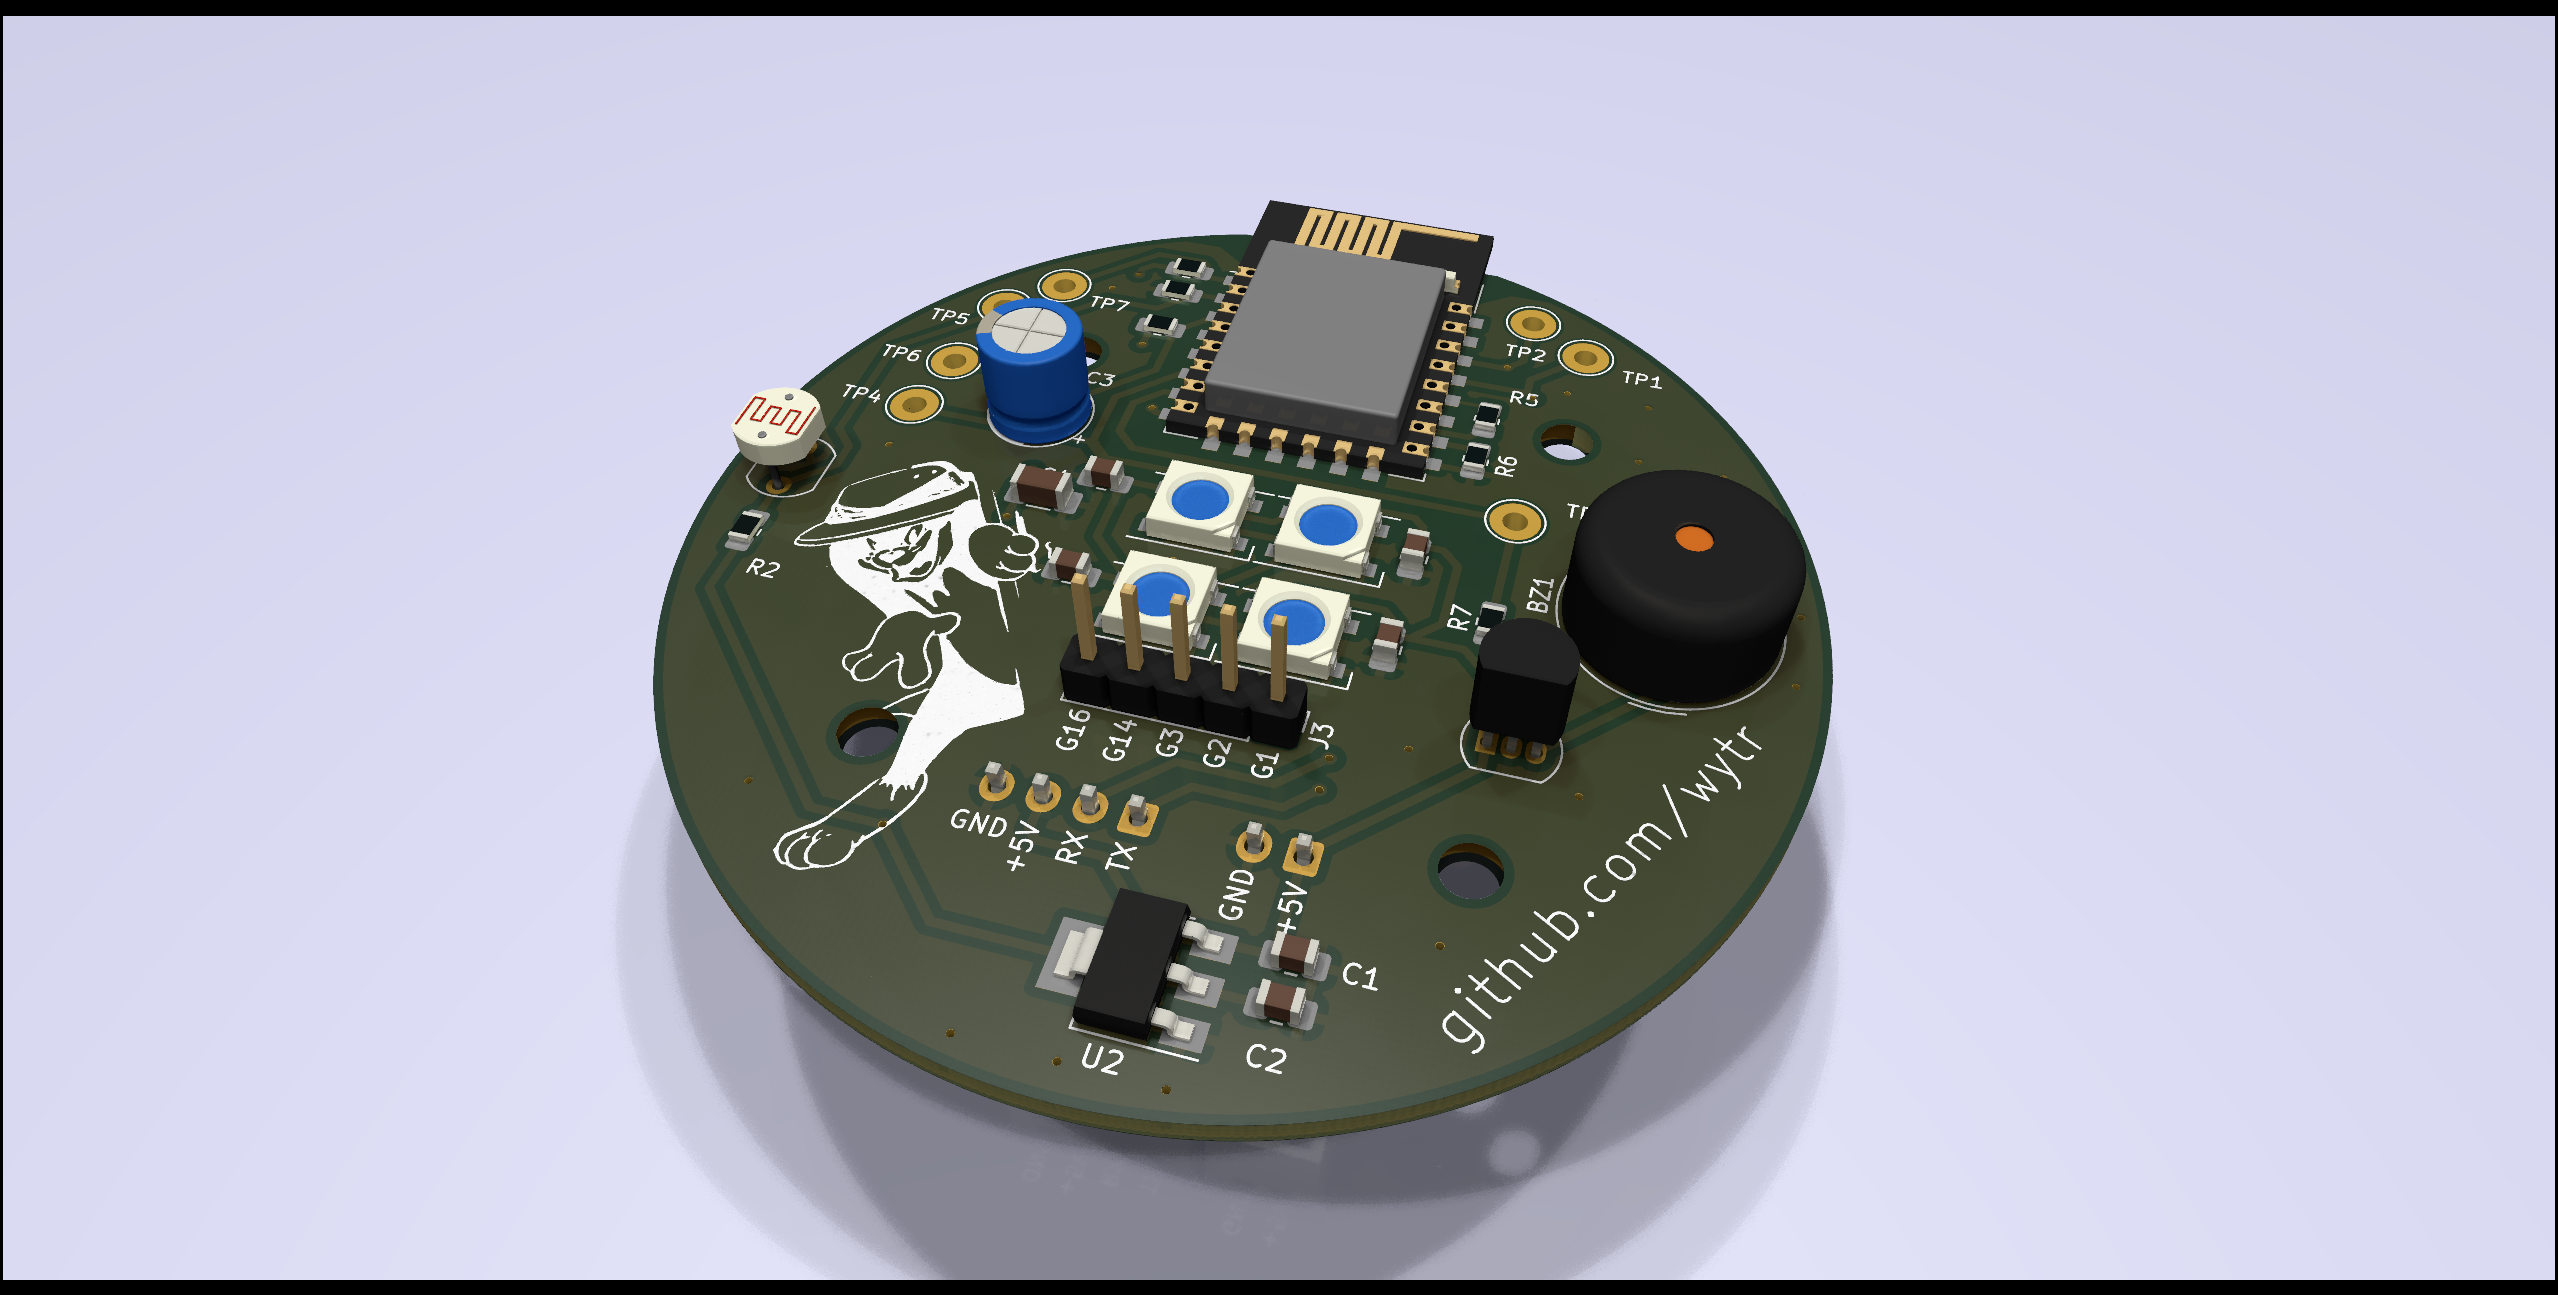 TP7
TP5
TP6
TP4
C3
+
TP2
TP1
R5
R6
R2
BZ1
R7
J3
G16
G14
G3
G2
G1
GND
+5V
RX
TX
GND
+5V
C1
C2
U2
github.com/wytr